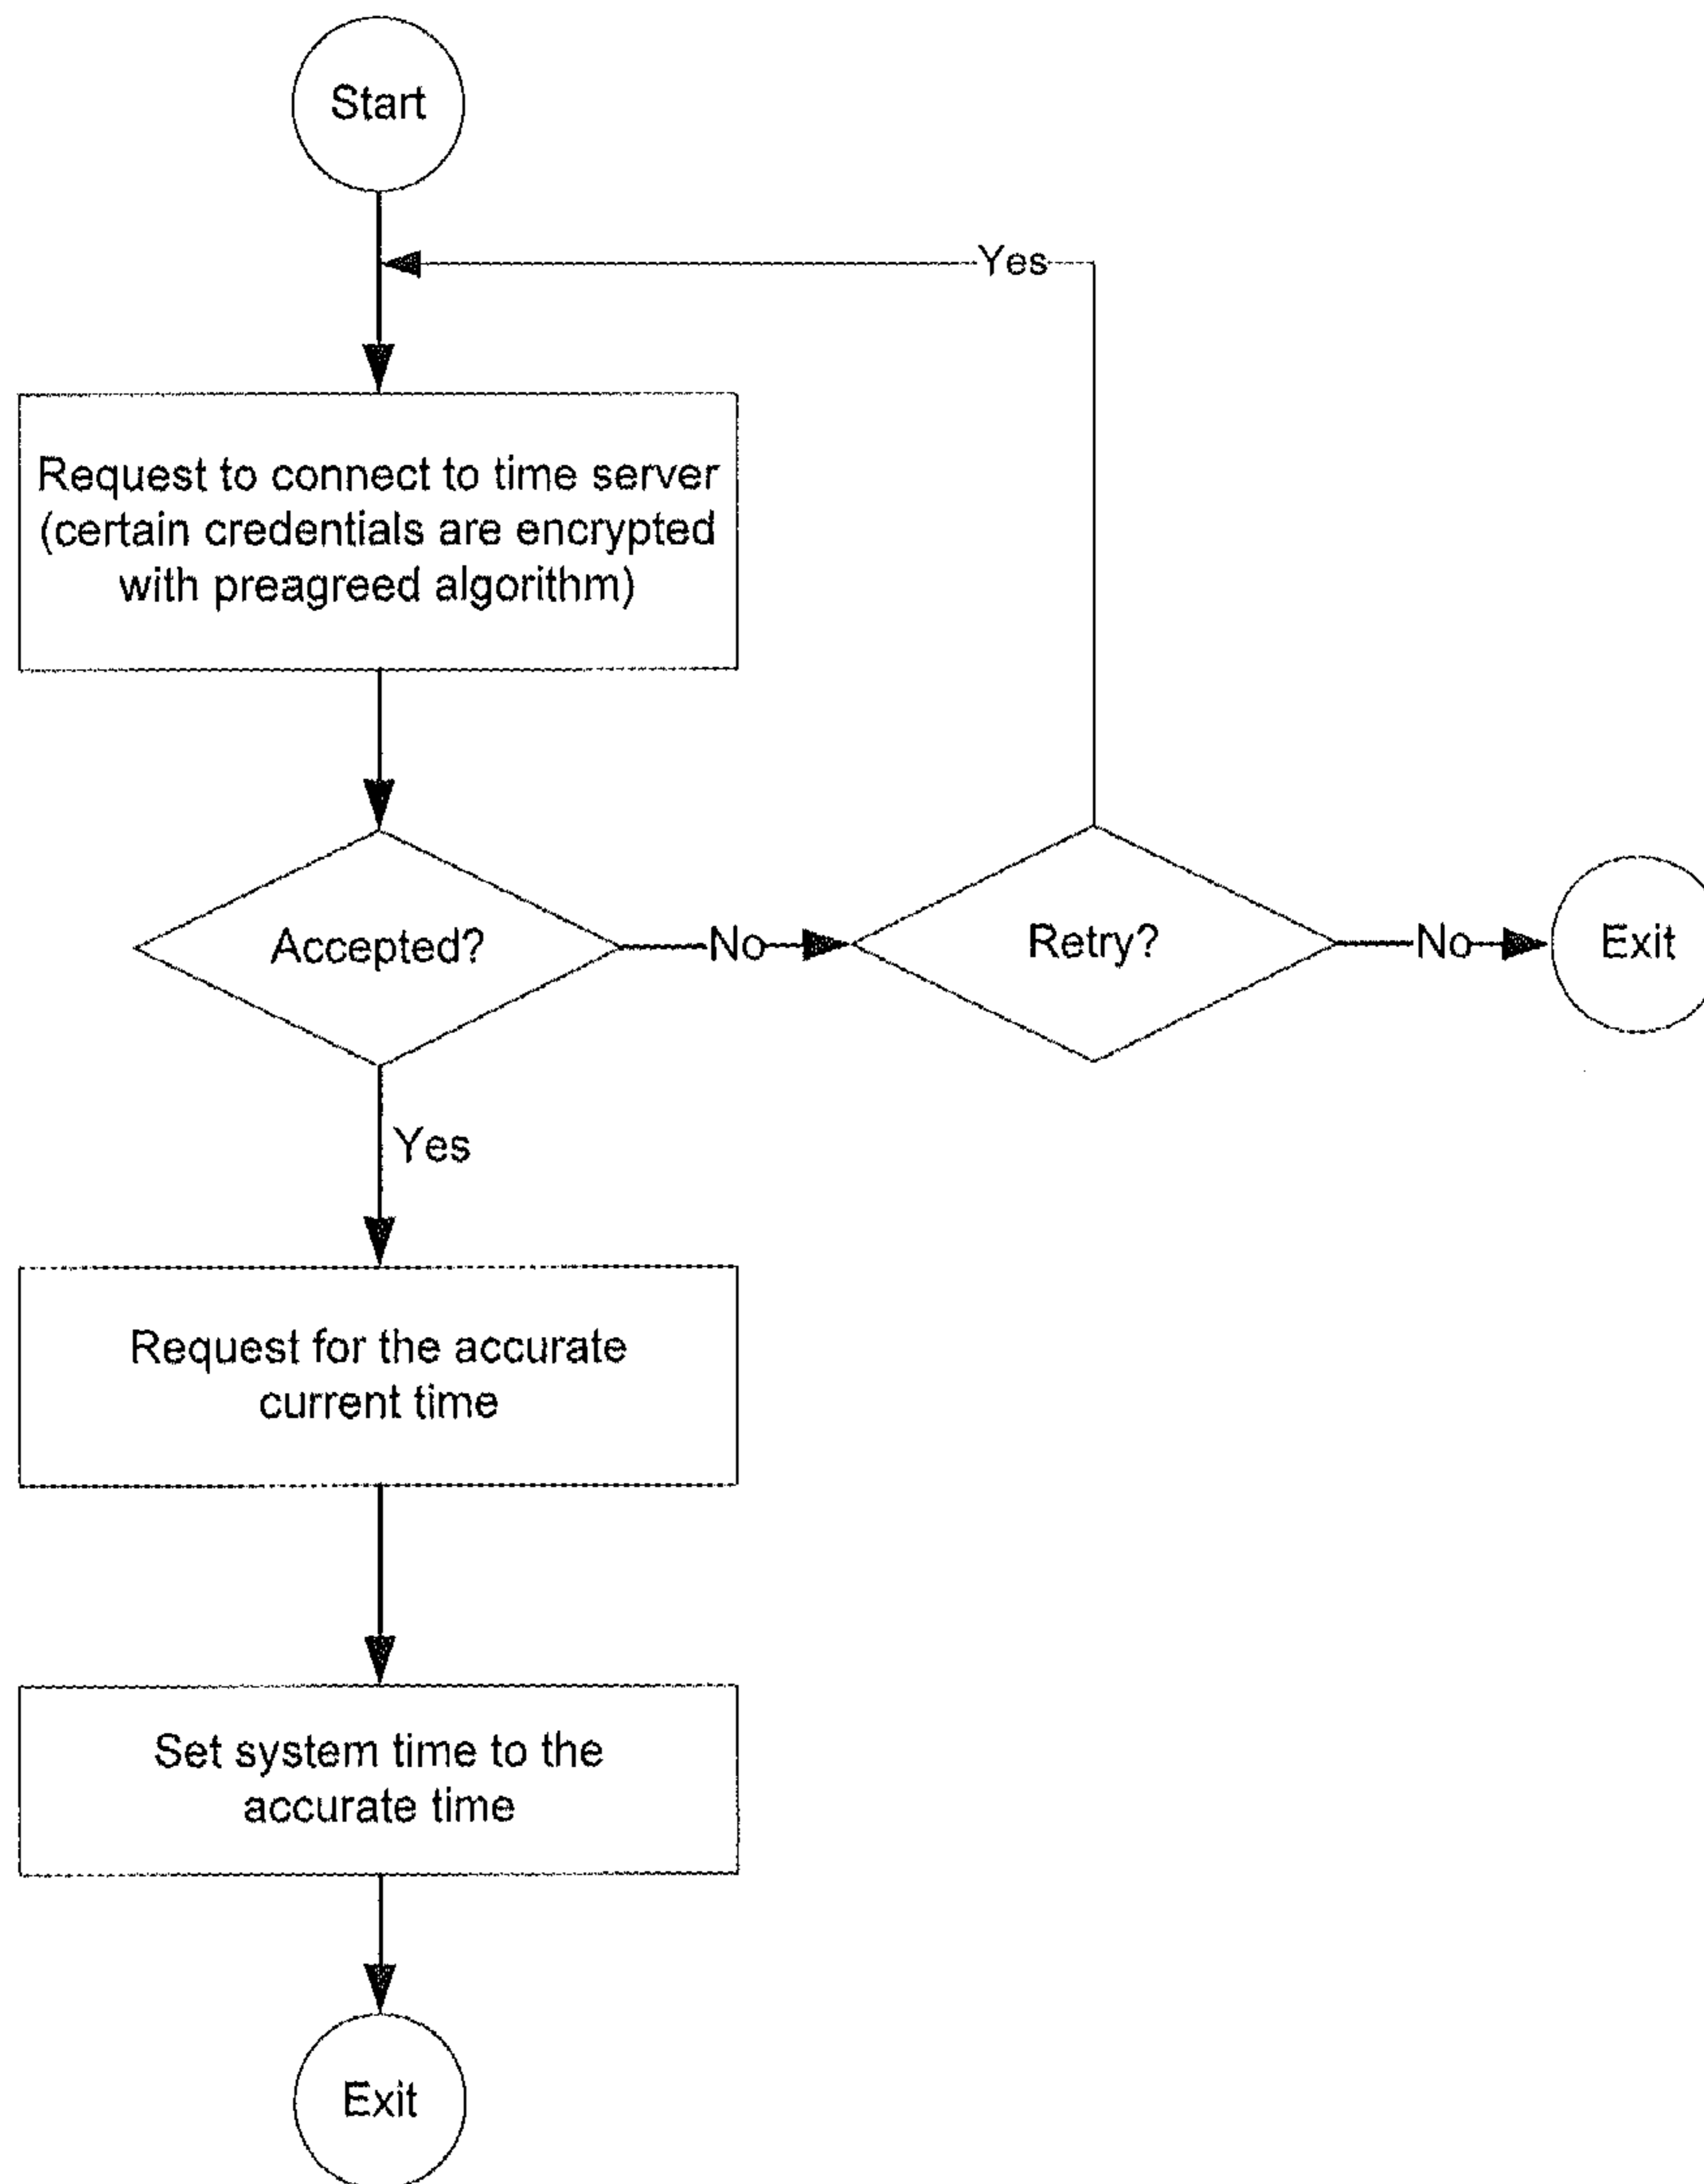 Start
Yes
Request to connect to time server
(certain credentials are encrypted
with preagreed algorithm)
Accepted?
No
Retry?
No
Exit
Yes
Request for the accurate
current time
Set system time to the
accurate time
Exit